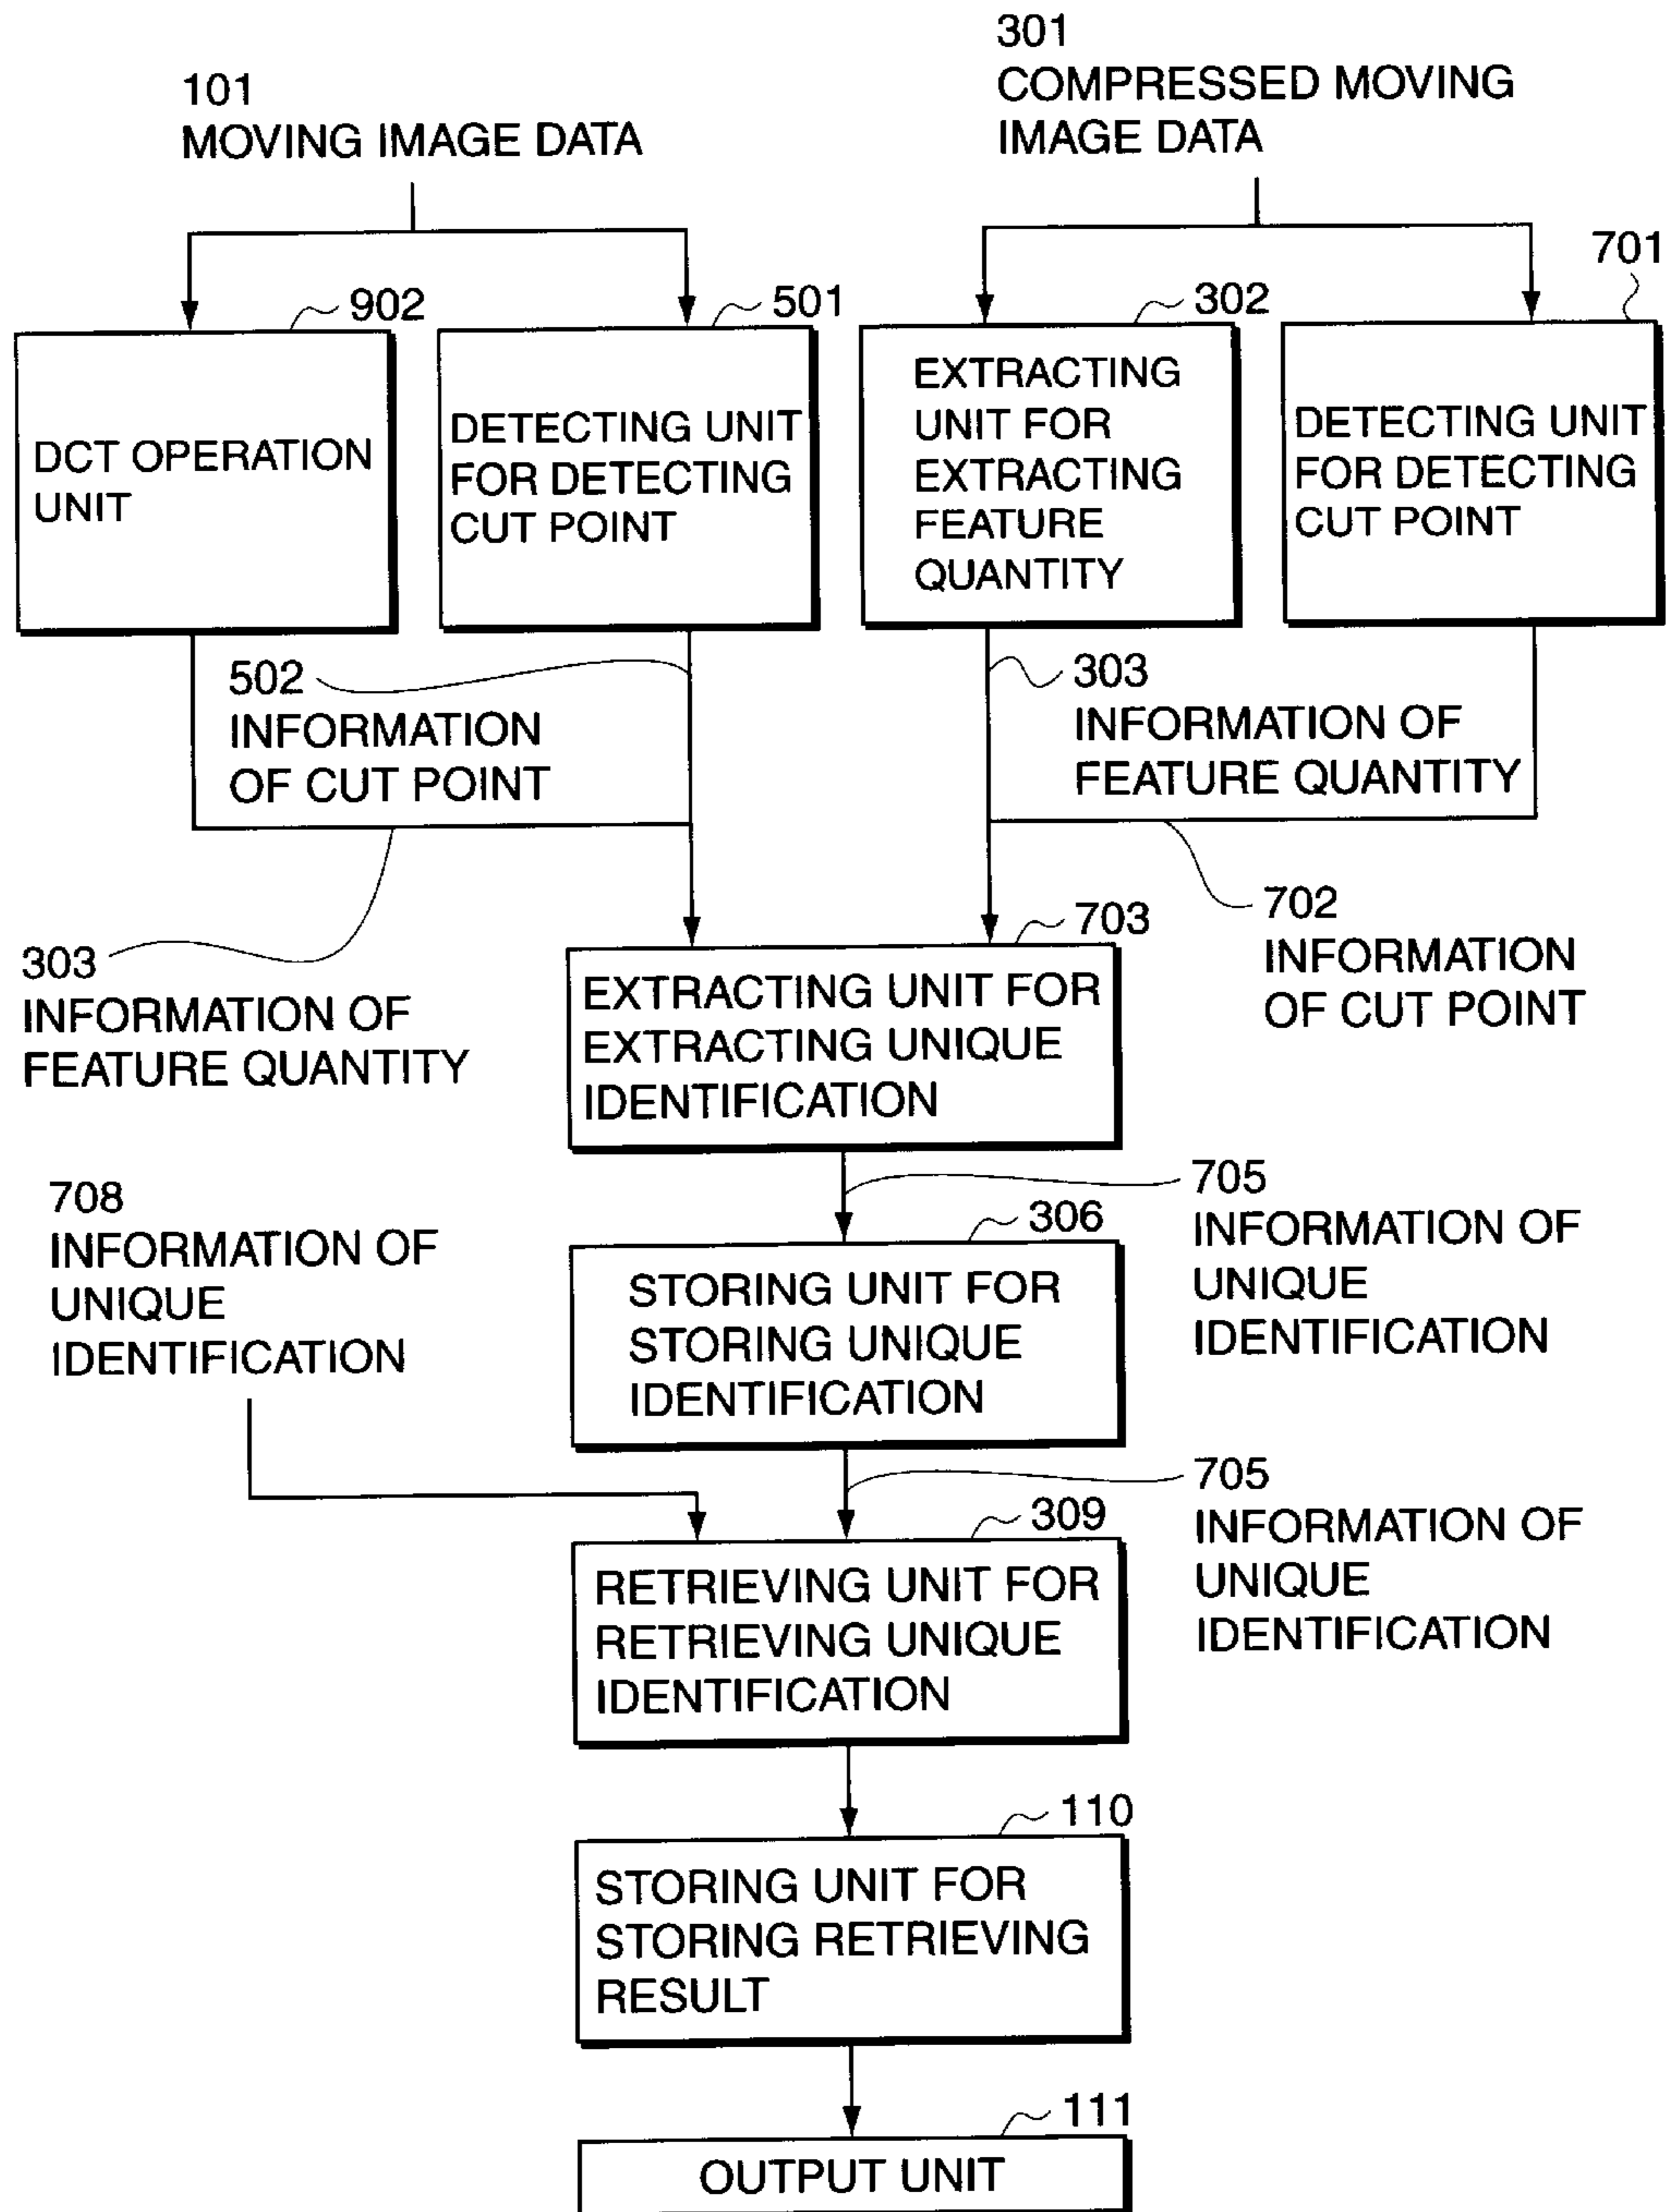 301
COMPRESSED MOVING
IMAGE DATA
101
MOVING IMAGE DATA
701
902
501
302
DCT OPERATION
UNIT
DETECTING UNIT
FOR DETECTING
CUT POINT
EXTRACTING
UNIT FOR
EXTRACTING
FEATURE
QUANTITY
DETECTING UNIT
FOR DETECTING
CUT POINT
502
INFORMATION
OF CUT POINT
303
INFORMATION OF
FEATURE QUANTITY
702
INFORMATION
OF CUT POINT
303
INFORMATION OF
FEATURE QUANTITY
703
EXTRACTING UNIT FOR
EXTRACTING UNIQUE
IDENTIFICATION
705
INFORMATION OF
UNIQUE
IDENTIFICATION
708
INFORMATION OF
UNIQUE
IDENTIFICATION
306
STORING UNIT FOR
STORING UNIQUE
IDENTIFICATION
705
INFORMATION OF
UNIQUE
IDENTIFICATION
309
RETRIEVING UNIT FOR
RETRIEVING UNIQUE
IDENTIFICATION
110
STORING UNIT FOR
STORING RETRIEVING
RESULT
111
OUTPUT UNIT